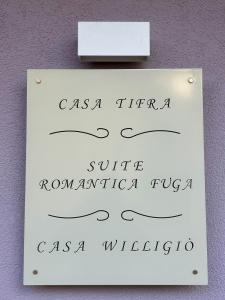 CASA TIFRA
SUITE
ROMANTICA FUGA
CASA WILLIGIÒ